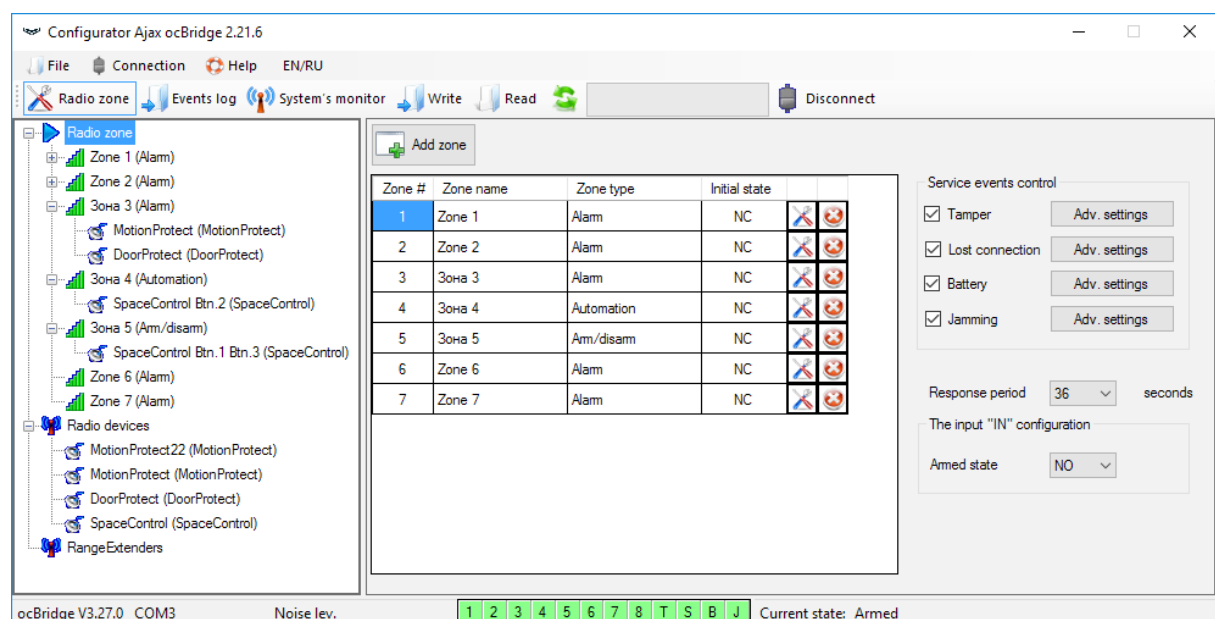 Configurator Ajax ocBridge 2.21.6
File Connection Help EN/RU
Radio zone Events log System's monitor Write Read Disconnect
Radio zone
Zone 1 (Alarm)
Zone 2 (Alarm)
Зона 3 (Alarm)
MotionProtect (MotionProtect)
DoorProtect (DoorProtect)
Зона 4 (Automation)
SpaceControl Btn.2 (SpaceControl)
Зона 5 (Arm/disarm)
SpaceControl Btn.1 Btn.3 (SpaceControl)
Zone 6 (Alarm)
Zone 7 (Alarm)
Radio devices
MotionProtect22 (MotionProtect)
MotionProtect (MotionProtect)
DoorProtect (DoorProtect)
SpaceControl (SpaceControl)
RangeExtenders
Add zone
Zone # Zone name Zone type Initial state
1 Zone 1 Alarm NC
2 Zone 2 Alarm NC
3 Зона 3 Alarm NC
4 Зона 4 Automation NC
5 Зона 5 Arm/disarm NC
6 Zone 6 Alarm NC
7 Zone 7 Alarm NC
Service events control
Tamper Adv. settings
Lost connection Adv. settings
Battery Adv. settings
Jamming Adv. settings
Response period 36 seconds
The input "IN" configuration
Armed state NO
ocBridge V3.27.0 COM3 Noise lev. 1 2 3 4 5 6 7 8 T S B J Current state: Armed